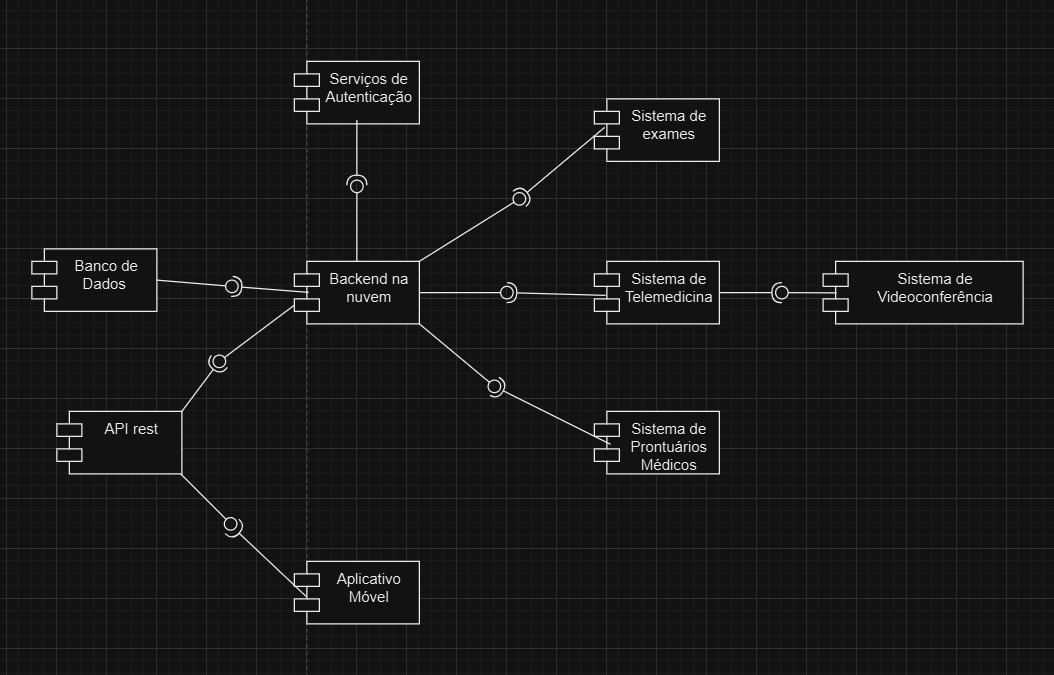 Serviços de
Autenticação
Sistema de
exames
Banco de
Dados
Backend na
nuvem
Sistema de
Telemedicina
Sistema de
Videoconferência
API rest
Sistema de
Prontuários
Médicos
Aplicativo
Móvel